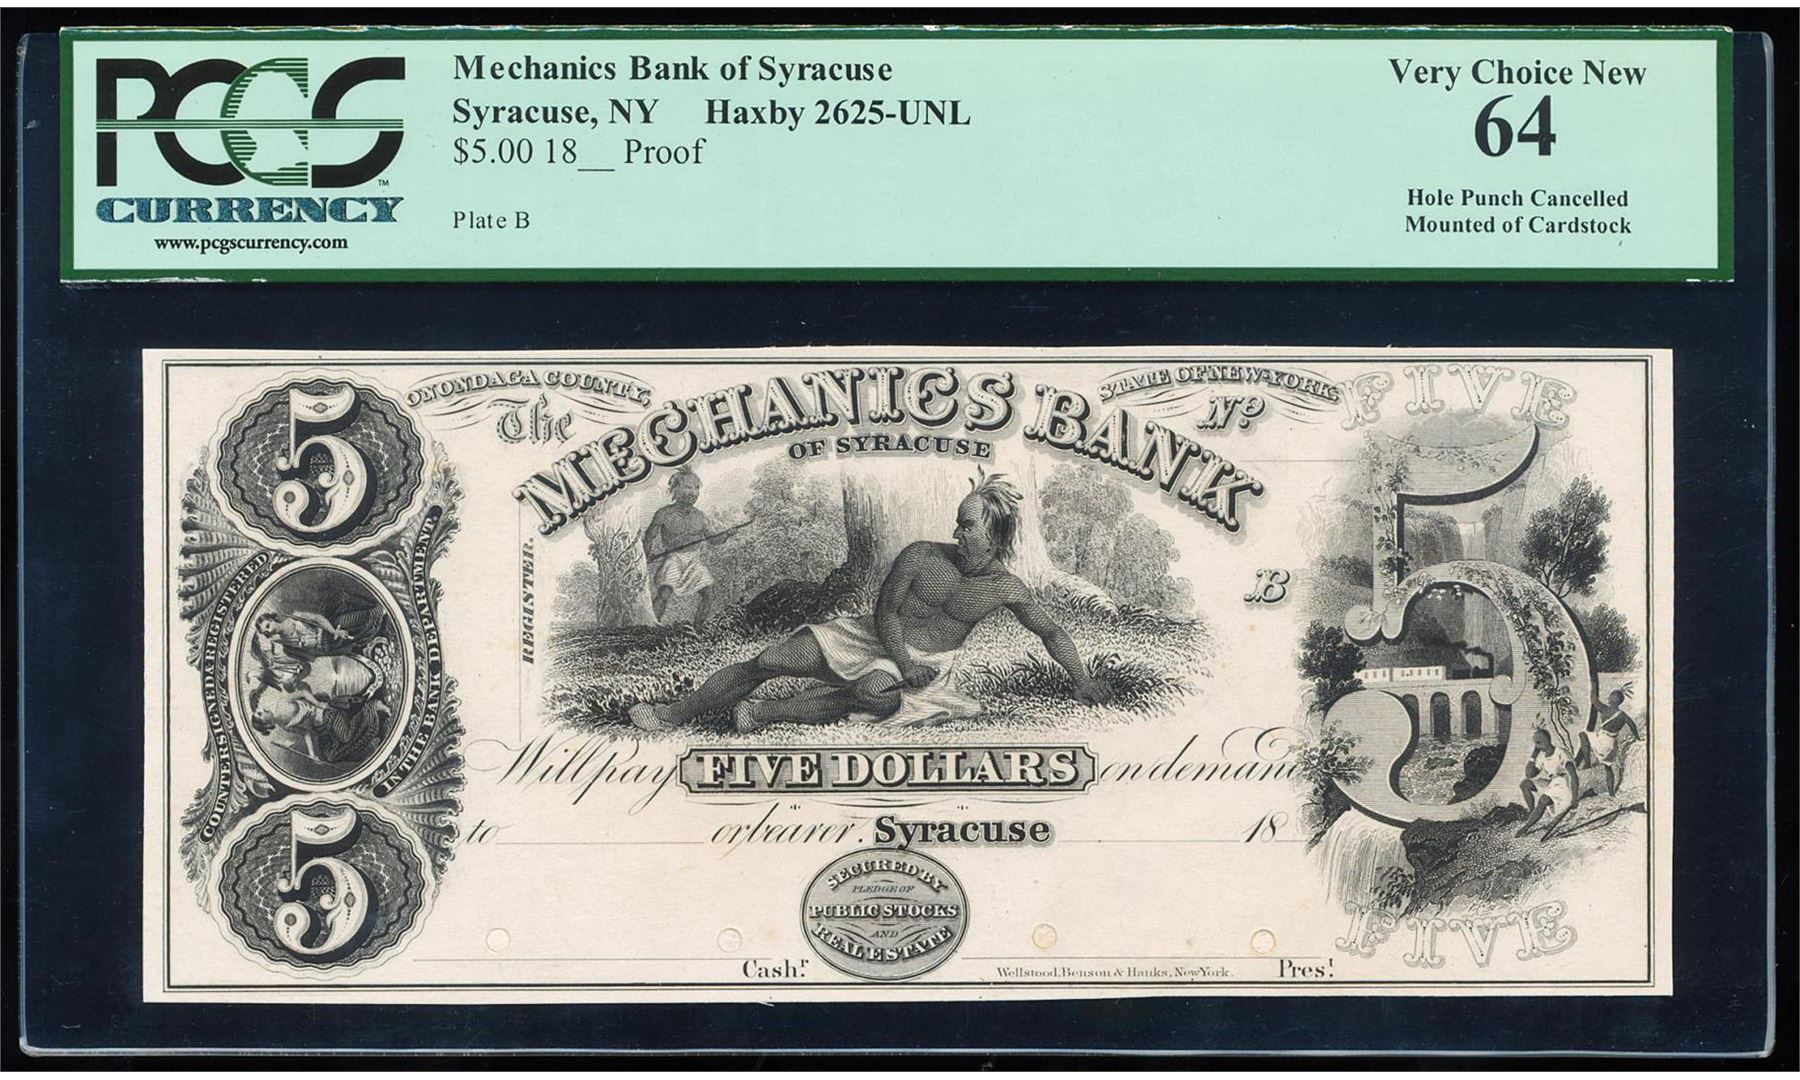 PCGS
TM
CURRENCY
www.pcgscurrency.com
Mechanics Bank of Syracuse
Syracuse, NY Haxby 2625-UNL
$5.00 18__ Proof
Plate B
Very Choice New
64
Hole Punch Cancelled
Mounted of Cardstock
5
COUNTERSIGNED & REGISTERED
IN THE BANK DEPARTMENT.
5
ONONDAGA COUNTY,
STATE OF NEW-YORK.
The
MECHANICS BANK
OF SYRACUSE
No
REGISTER.
B
FIVE
5
FIVE
Will pay FIVE DOLLARS on demand
to or bearer. Syracuse 18
SECURED BY
PLEDGE OF
PUBLIC STOCKS
AND
REAL ESTATE
Cashr.
Wellstood, Benson & Hanks, New York.
Prest.